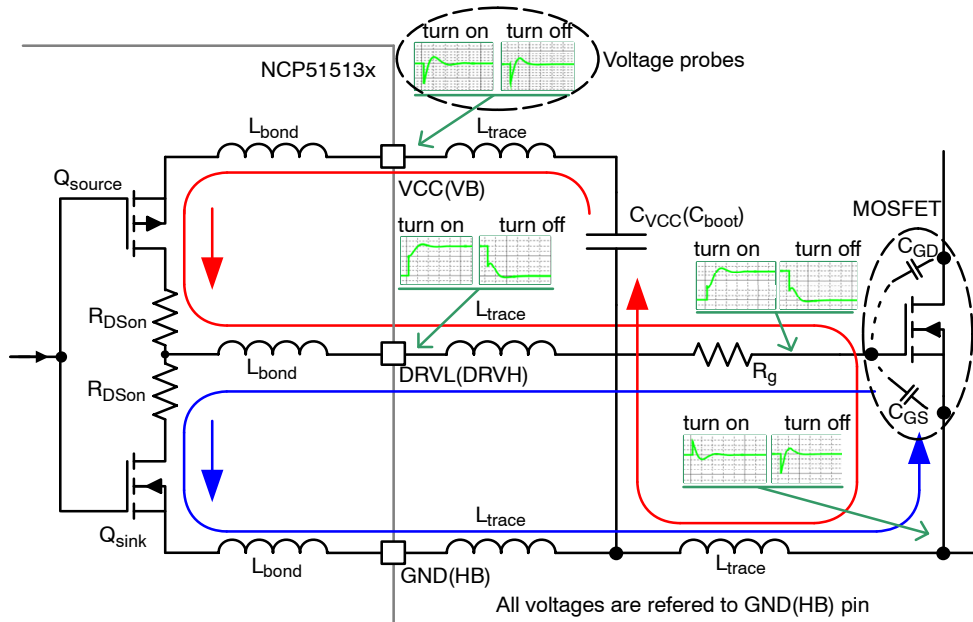 turn on turn off
Voltage probes
NCP51513x
Lbond
Ltrace
Qsource
VCC(VB)
CVCC(Cboot)
MOSFET
turn on turn off
turn on turn off
CGD
RDSon
Ltrace
Lbond
DRVL(DRVH)
Rg
RDSon
CGS
turn on turn off
Qsink
Ltrace
Lbond
GND(HB)
Ltrace
All voltages are refered to GND(HB) pin